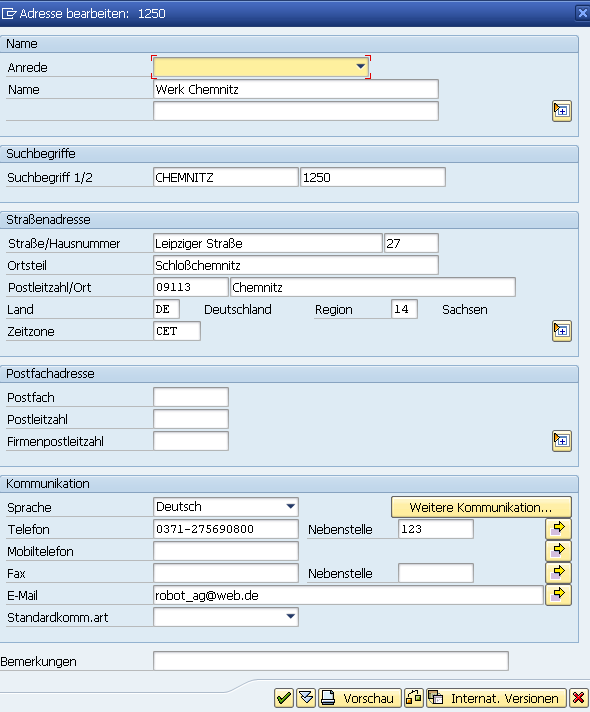 Adresse bearbeiten: 1250
Name
Anrede
Name Werk Chemnitz
Suchbegriffe
Suchbegriff 1/2 CHEMNITZ 1250
Straßenadresse
Straße/Hausnummer Leipziger Straße 27
Ortsteil Schloßchemnitz
Postleitzahl/Ort 09113 Chemnitz
Land DE Deutschland Region 14 Sachsen
Zeitzone CET
Postfachadresse
Postfach
Postleitzahl
Firmenpostleitzahl
Kommunikation
Sprache Deutsch Weitere Kommunikation...
Telefon 0371-275690800 Nebenstelle 123
Mobiltelefon
Fax Nebenstelle
E-Mail robot_ag@web.de
Standardkomm.art
Bemerkungen
Vorschau Internat. Versionen